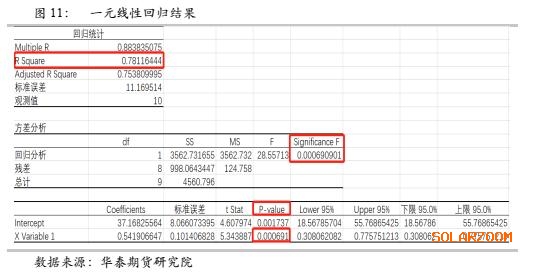 图 11： 一元线性回归结果
回归统计
Multiple R 0.883835075
R Square 0.78116444
Adjusted R Square 0.753809995
标准误差 11.169514
观测值 10
方差分析
df SS MS F Significance F
回归分析 1 3562.731655 3562.732 28.55713 0.000690901
残差 8 998.0643447 124.758
总计 9 4560.796
Coefficients 标准误差 t Stat P-value Lower 95% Upper 95% 下限 95.0% 上限 95.0%
Intercept 37.16825564 8.066073395 4.607974 0.001737 18.56785704 55.76865425 18.56786 55.76865425
X Variable 1 0.541906647 0.101406828 5.343887 0.000691 0.308062082 0.775751213
SOLARZOOM
数据来源：华泰期货研究院